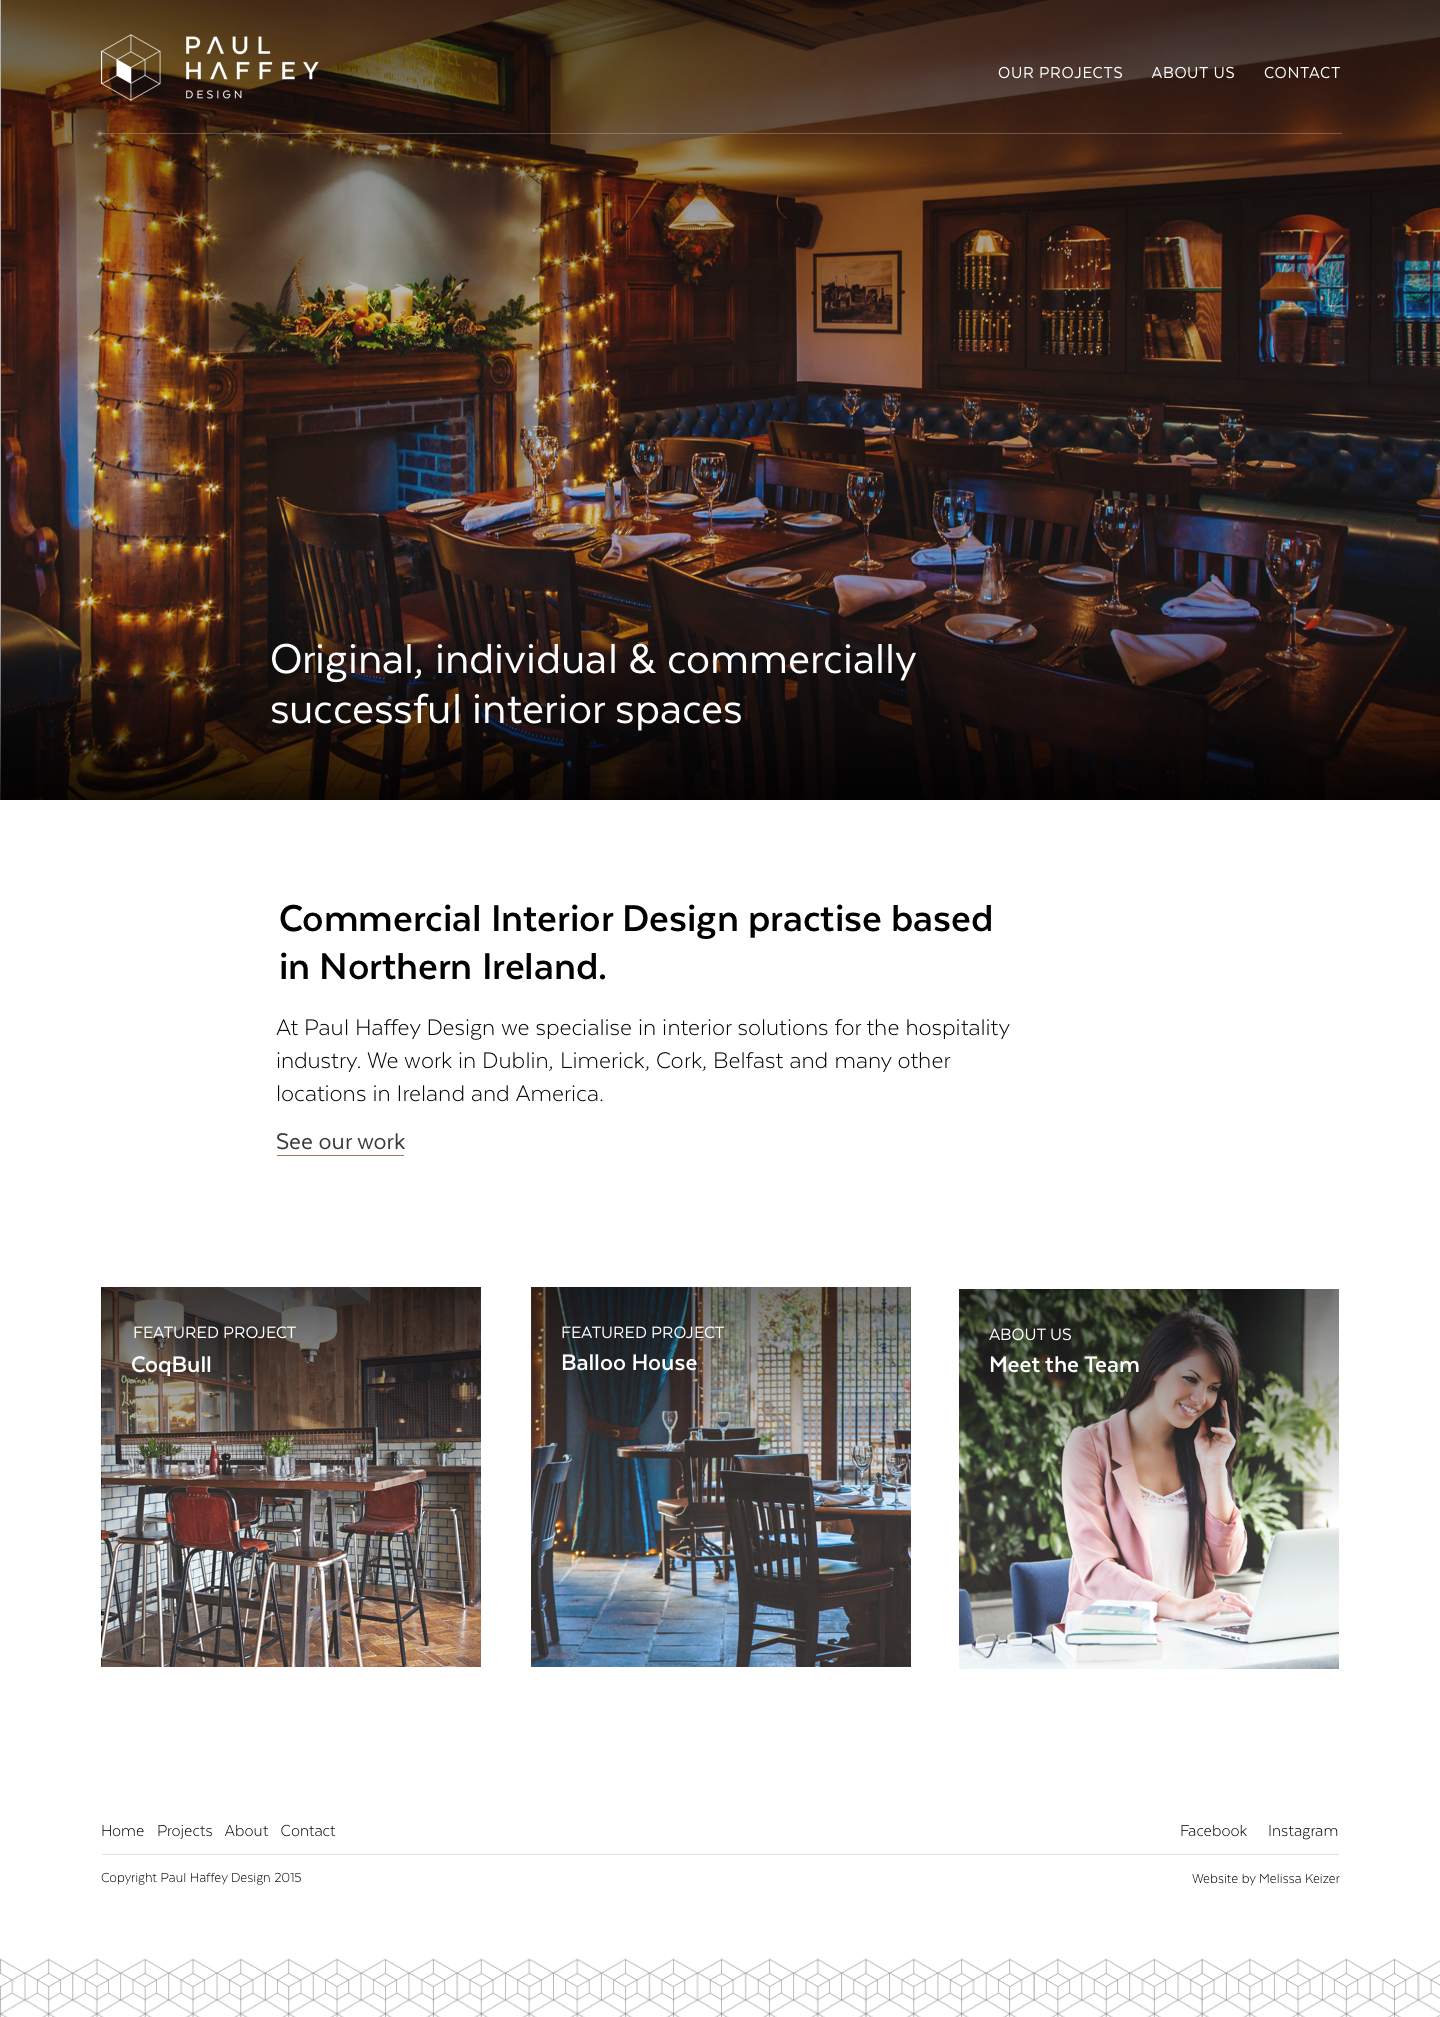 PAUL
HAFFEY
DESIGN
OUR PROJECTS ABOUT US CONTACT
Original, individual & commercially
successful interior spaces
Commercial Interior Design practise based
in Northern Ireland.
At Paul Haffey Design we specialise in interior solutions for the hospitality
industry. We work in Dublin, Limerick, Cork, Belfast and many other
locations in Ireland and America.
See our work
FEATURED PROJECT
CoqBull
FEATURED PROJECT
Balloo House
ABOUT US
Meet the Team
Home Projects About Contact
Facebook Instagram
Copyright Paul Haffey Design 2015
Website by Melissa Keizer